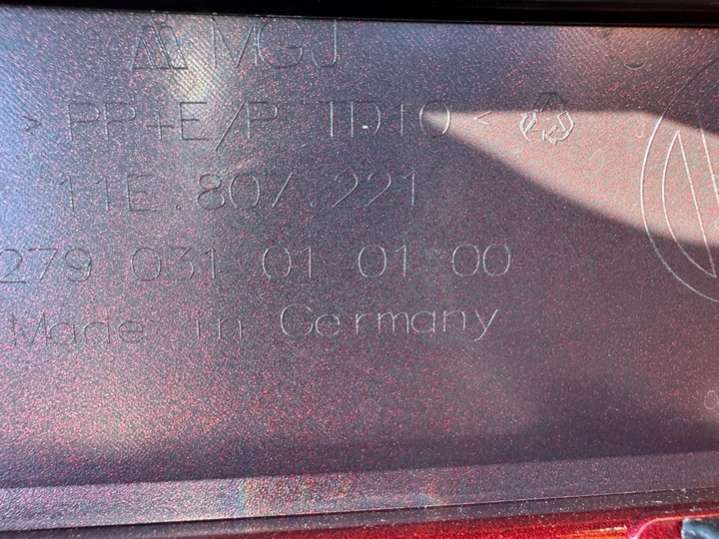 MGJ
> PP+E/P TD10 <
11E.807.221
279 031 01 01 00
Made in Germany